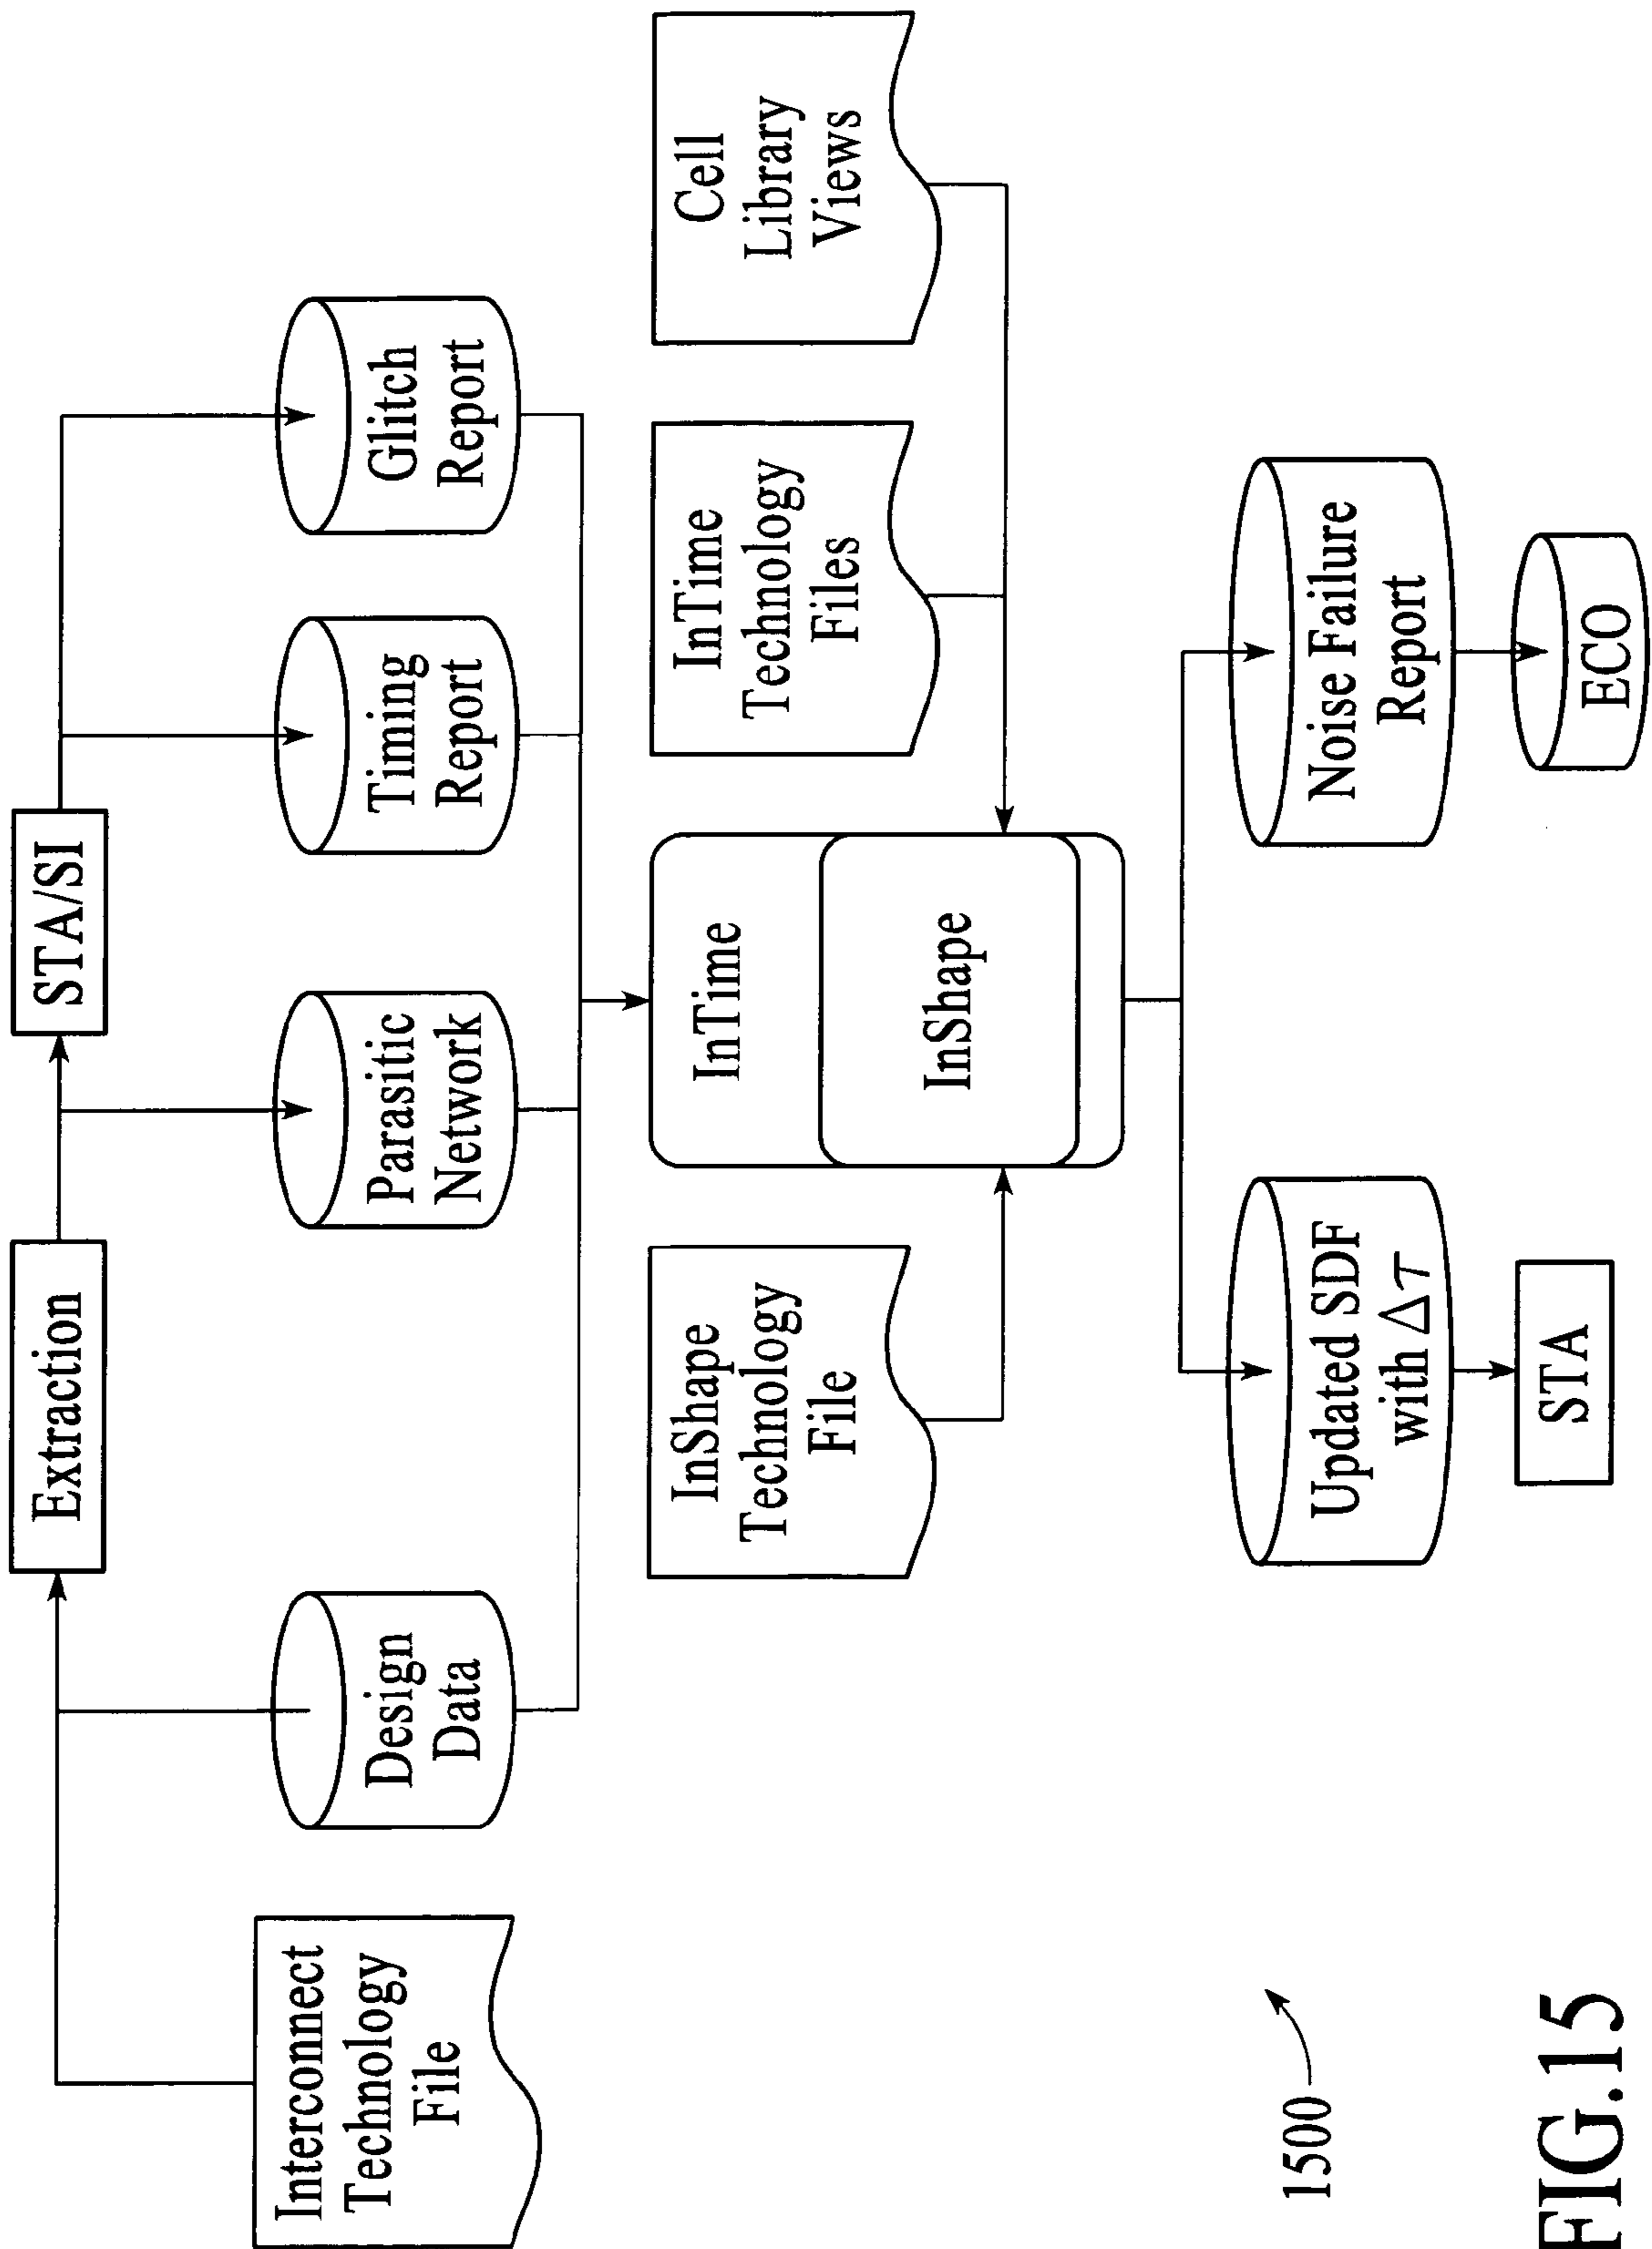 Extraction
STA/SI
Interconnect
Technology
File
Design
Data
Parasitic
Network
Timing
Report
Glitch
Report
InShape
Technology
File
InTime
InShape
InTime
Technology
Files
Cell
Library
Views
Updated SDF
with Δτ
Noise Failure
Report
STA
ECO
1500
FIG.15